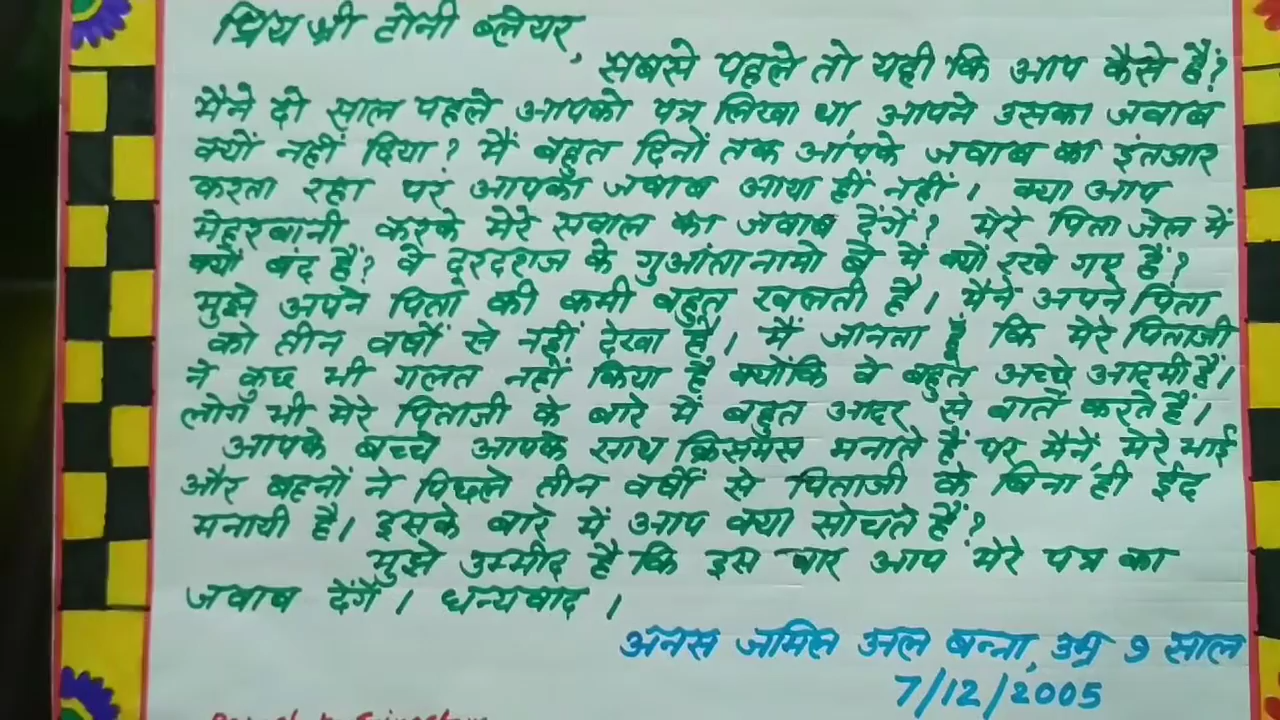 प्रिय श्री टोनी ब्लेयर,
सबसे पहले तो यही कि आप कैसे हैं?
मैंने दो साल पहले आपको पत्र लिखा था, आपने उसका जवाब
क्यों नहीं दिया? मैं बहुत दिनों तक आपके जवाब का इंतजार
करता रहा पर आपका जवाब आया हीं नहीं। क्या आप
मेहरबानी करके मेरे सवाल का जवाब देंगें? मेरे पिता जेल में
क्यों बंद हैं? वे दूरदराज के गुआंतानामो बे में क्यों रखे गए हैं?
मुझे अपने पिता की कमी बहुत खलती है। मैंने अपने पिता
को तीन वर्षों से नहीं देखा है। मैं जानता हूं कि मेरे पिताजी
ने कुछ भी गलत नहीं किया है क्योंकि वे बहुत अच्छे आदमी हैं।
लोग भी मेरे पिताजी के बारे में बहुत आदर से बातें करते हैं।
आपके बच्चे आपके साथ क्रिसमस मनाते हैं पर मैंने, मेरे भाई
और बहनों ने पिछले तीन वर्षों से पिताजी के बिना ही ईद
मनायी है। इसके बारे में आप क्या सोचते हैं?
मुझे उम्मीद है कि इस बार आप मेरे पत्र का
जवाब देंगें। धन्यवाद।
अनस जमिल अल बन्ना, उम्र 9 साल
7/12/2005